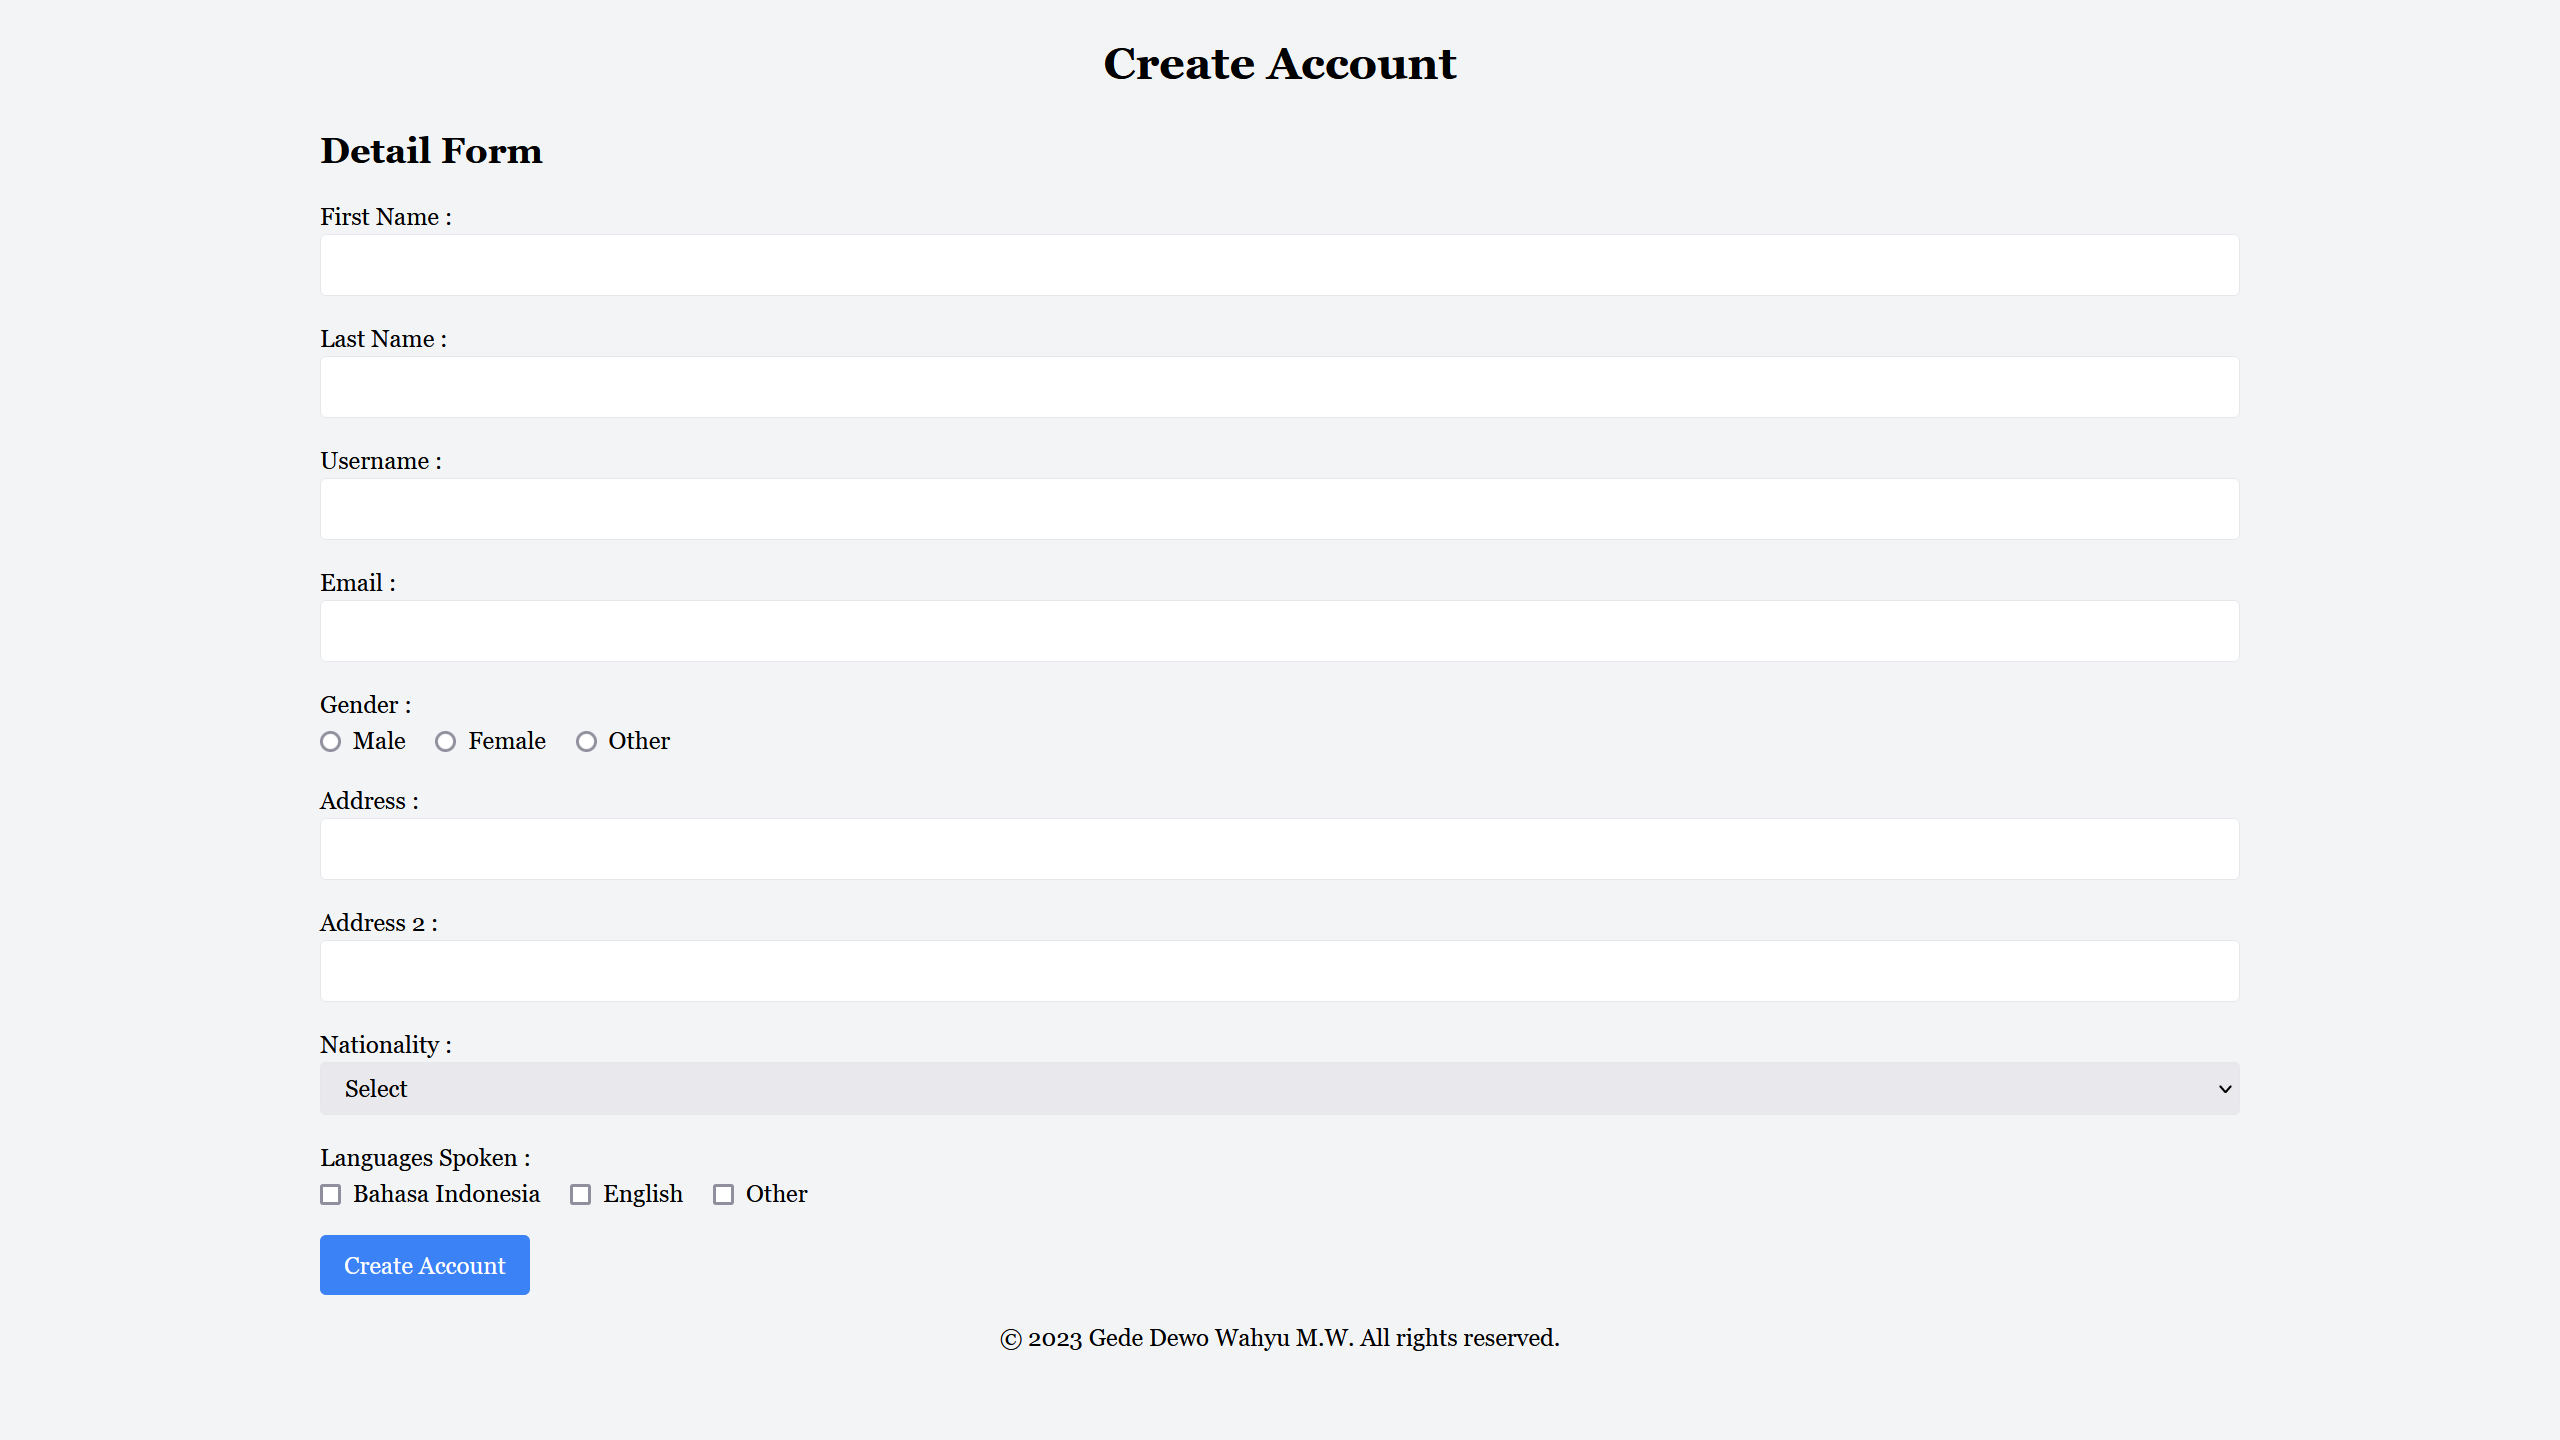 Create Account
Detail Form
First Name :
Last Name :
Username :
Email :
Gender :
Male Female Other
Address :
Address 2 :
Nationality :
Select
Languages Spoken :
Bahasa Indonesia English Other
Create Account
© 2023 Gede Dewo Wahyu M.W. All rights reserved.